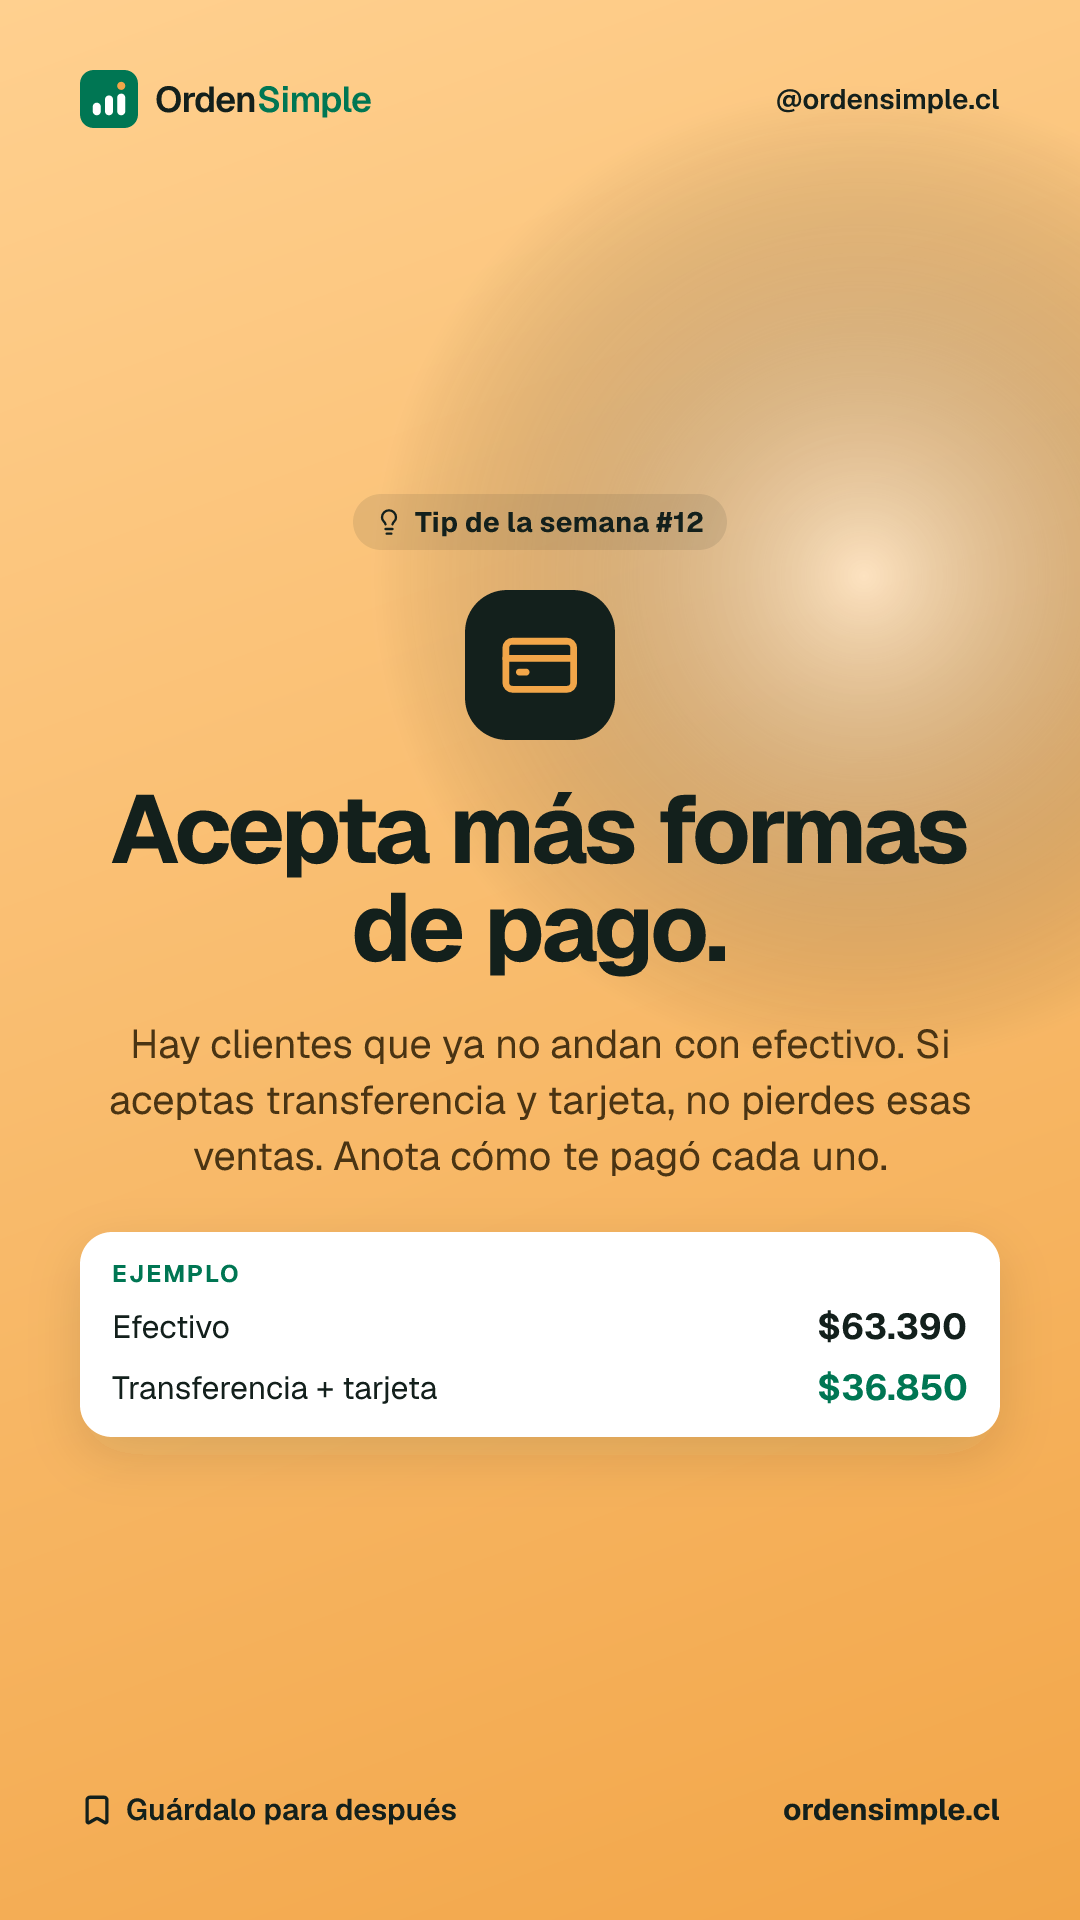 OrdenSimple
@ordensimple.cl
Tip de la semana #12
Acepta más formas
de pago.
Hay clientes que ya no andan con efectivo. Si
aceptas transferencia y tarjeta, no pierdes esas
ventas. Anota cómo te pagó cada uno.
EJEMPLO
Efectivo $63.390
Transferencia + tarjeta $36.850
Guárdalo para después
ordensimple.cl